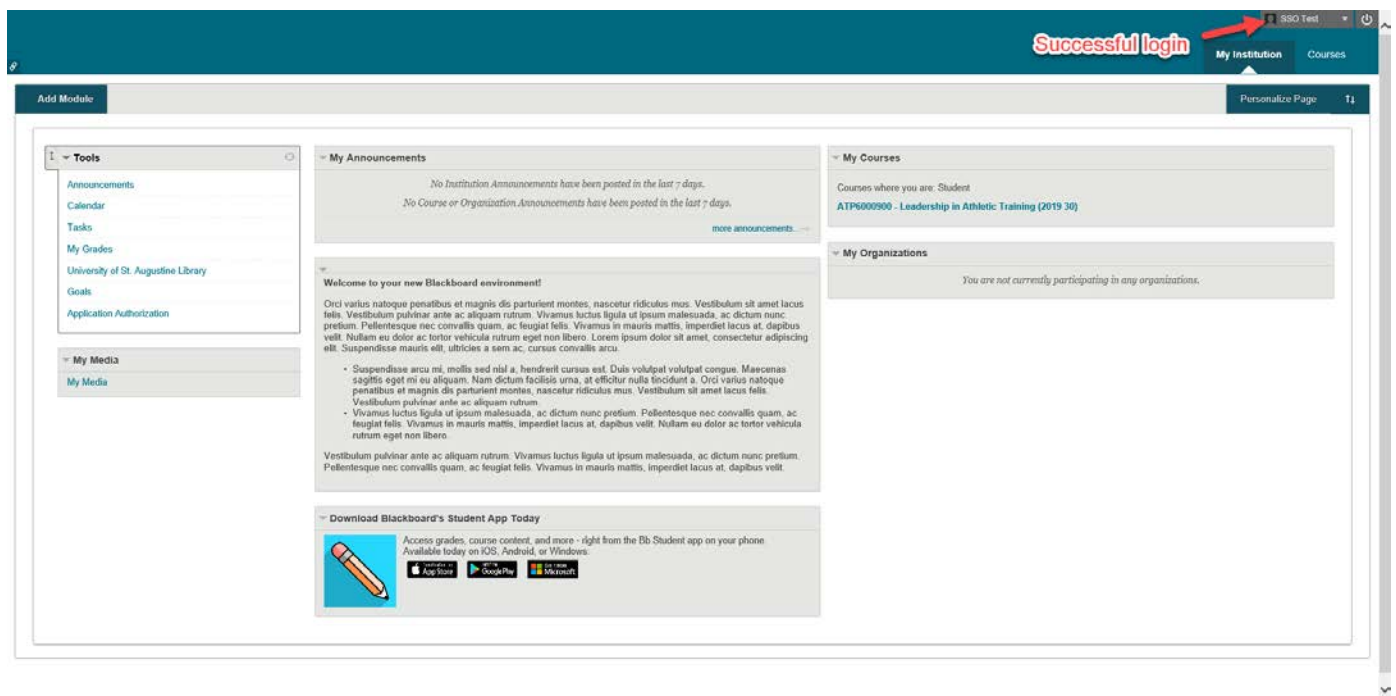 SSO Test
Successful login
My Institution
Courses
Add Module
Personalize Page
Tools
Announcements
Calendar
Tasks
My Grades
University of St. Augustine Library
Goals
Application Authorization
My Media
My Media
My Announcements
No Institution Announcements have been posted in the last 7 days.
No Course or Organization Announcements have been posted in the last 7 days.
more announcements...
Welcome to your new Blackboard environment!
Orci varius natoque penatibus et magnis dis parturient montes, nascetur ridiculus mus. Vestibulum sit amet lacus
felis. Vestibulum pulvinar ante ac aliquam rutrum. Vivamus luctus ligula ut ipsum malesuada, ac dictum nunc
pretium. Pellentesque nec convallis quam, ac feugiat felis. Vivamus in mauris mattis, imperdiet lacus at, dapibus
velit. Nullam eu dolor ac tortor vehicula rutrum eget non libero. Lorem ipsum dolor sit amet, consectetur adipiscing
elit. Suspendisse mauris elit, ultricies a sem ac, cursus convallis arcu.
• Suspendisse arcu mi, mollis sed nisl a, hendrerit cursus est. Duis volutpat volutpat congue. Maecenas
sagittis eget mi eu aliquam. Nam dictum facilisis urna, at efficitur nulla tincidunt a. Orci varius natoque
penatibus et magnis dis parturient montes, nascetur ridiculus mus. Vestibulum sit amet lacus felis.
Vestibulum pulvinar ante ac aliquam rutrum.
• Vivamus luctus ligula ut ipsum malesuada, ac dictum nunc pretium. Pellentesque nec convallis quam, ac
feugiat felis. Vivamus in mauris mattis, imperdiet lacus at, dapibus velit. Nullam eu dolor ac tortor vehicula
rutrum eget non libero.
Vestibulum pulvinar ante ac aliquam rutrum. Vivamus luctus ligula ut ipsum malesuada, ac dictum nunc pretium.
Pellentesque nec convallis quam, ac feugiat felis. Vivamus in mauris mattis, imperdiet lacus at, dapibus velit.
Download Blackboard's Student App Today
Access grades, course content, and more - right from the Bb Student app on your phone.
Available today on iOS, Android, or Windows.
App Store
Google Play
Microsoft
My Courses
Courses where you are: Student
ATP6000900 - Leadership in Athletic Training (2019 30)
My Organizations
You are not currently participating in any organizations.